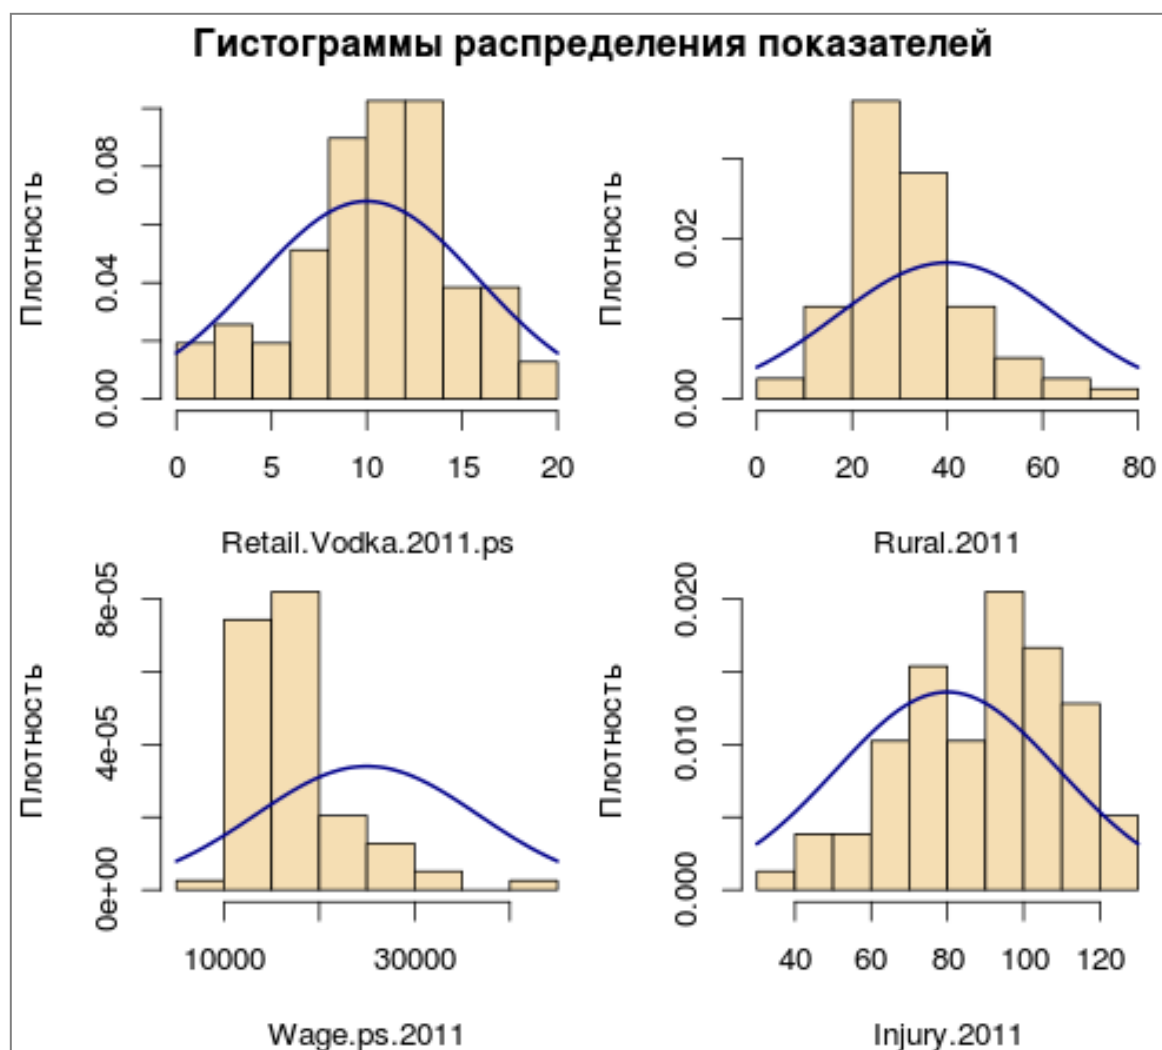 Гистограммы распределения показателей
Плотность
0.00 0.04 0.08
0 5 10 15 20
Retail.Vodka.2011.ps
Плотность
0.00 0.02
0 20 40 60 80
Rural.2011
Плотность
0e+00 4e-05 8e-05
10000 30000
Wage.ps.2011
Плотность
0.000 0.010 0.020
40 60 80 100 120
Injury.2011